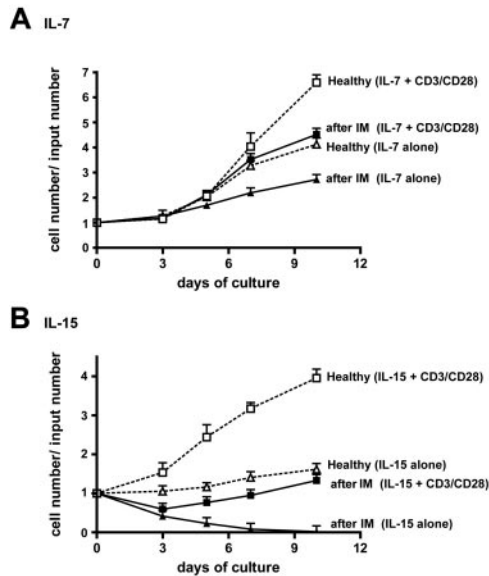 A IL-7
cell number/ input number
7
6
5
4
3
2
1
0
0 3 6 9 12
days of culture
Healthy (IL-7 + CD3/CD28)
after IM (IL-7 + CD3/CD28)
Healthy (IL-7 alone)
after IM (IL-7 alone)
B IL-15
cell number/ input number
4
3
2
1
0
0 3 6 9 12
days of culture
Healthy (IL-15 + CD3/CD28)
Healthy (IL-15 alone)
after IM (IL-15 + CD3/CD28)
after IM (IL-15 alone)